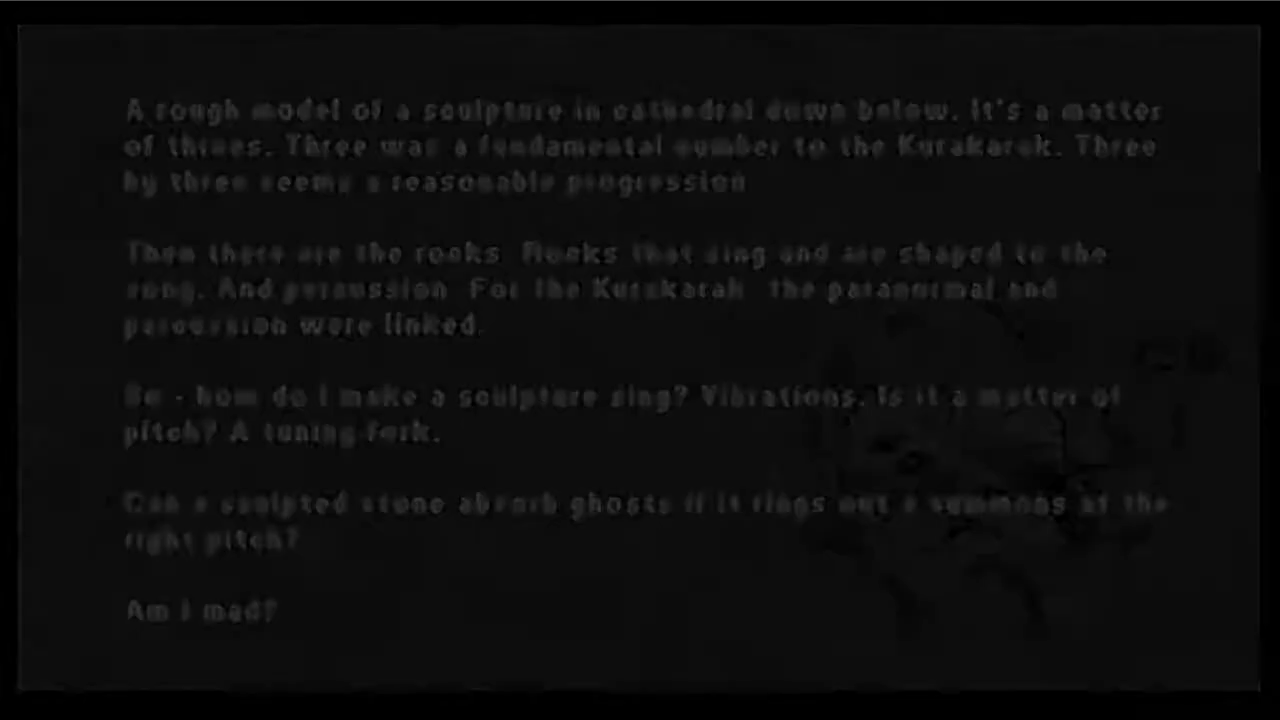 A rough model of a sculpture in cathedral down below. It's a matter
of threes. Three was a fundamental number to the Kurakarak. Three
by three seems a reasonable progression
Then there are the rocks. Rocks that sing and are shaped to the
song. And percussion. For the Kurakarak the paranormal and
percussion were linked.
So - how do I make a sculpture sing? Vibrations. Is it a matter of
pitch? A tuning fork.
Can a sculpted stone absorb ghosts if it rings out a summons at the
right pitch?
Am I mad?